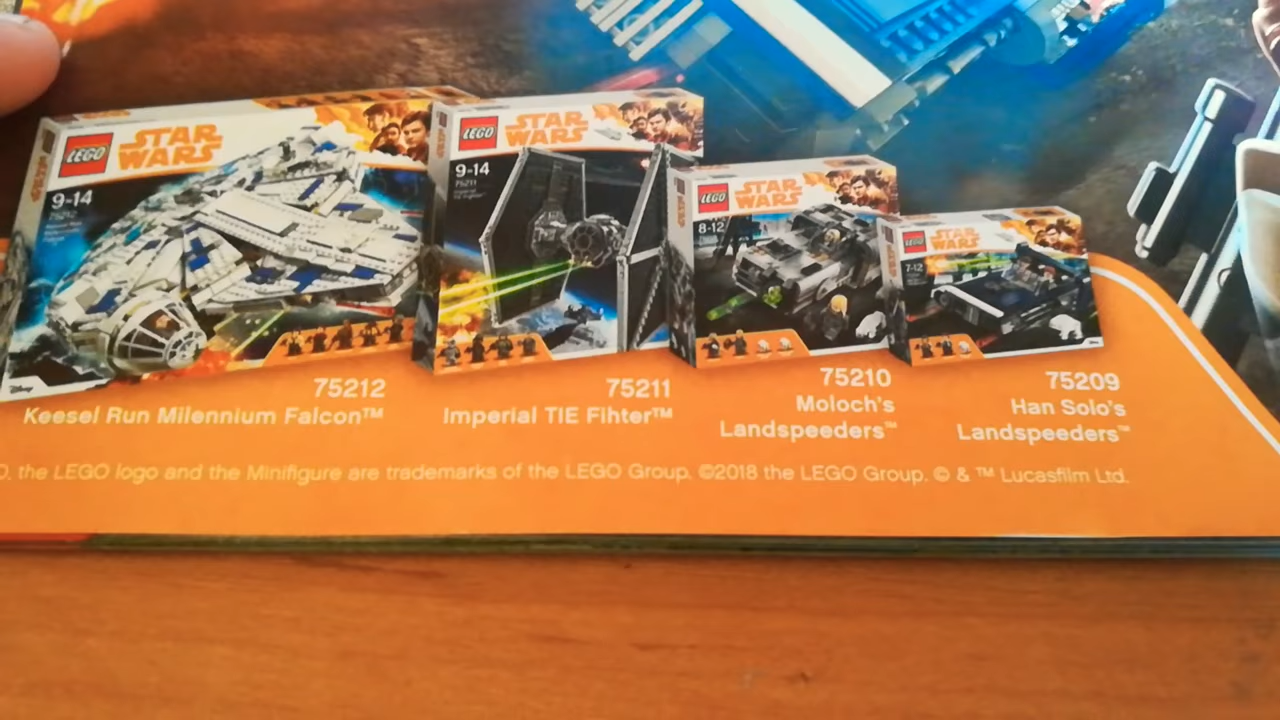 LEGO
STAR
WARS
9-14
75212
LEGO
STAR
WARS
9-14
75211
LEGO
STAR
WARS
8-12
LEGO
STAR
WARS
7-12
Disney
75212
Keesel Run Milennium Falcon™
75211
Imperial TIE Fihter™
75210
Moloch's
Landspeeders™
75209
Han Solo's
Landspeeders™
O, the LEGO logo and the Minifigure are trademarks of the LEGO Group. ©2018 the LEGO Group. © & ™ Lucasfilm Ltd.